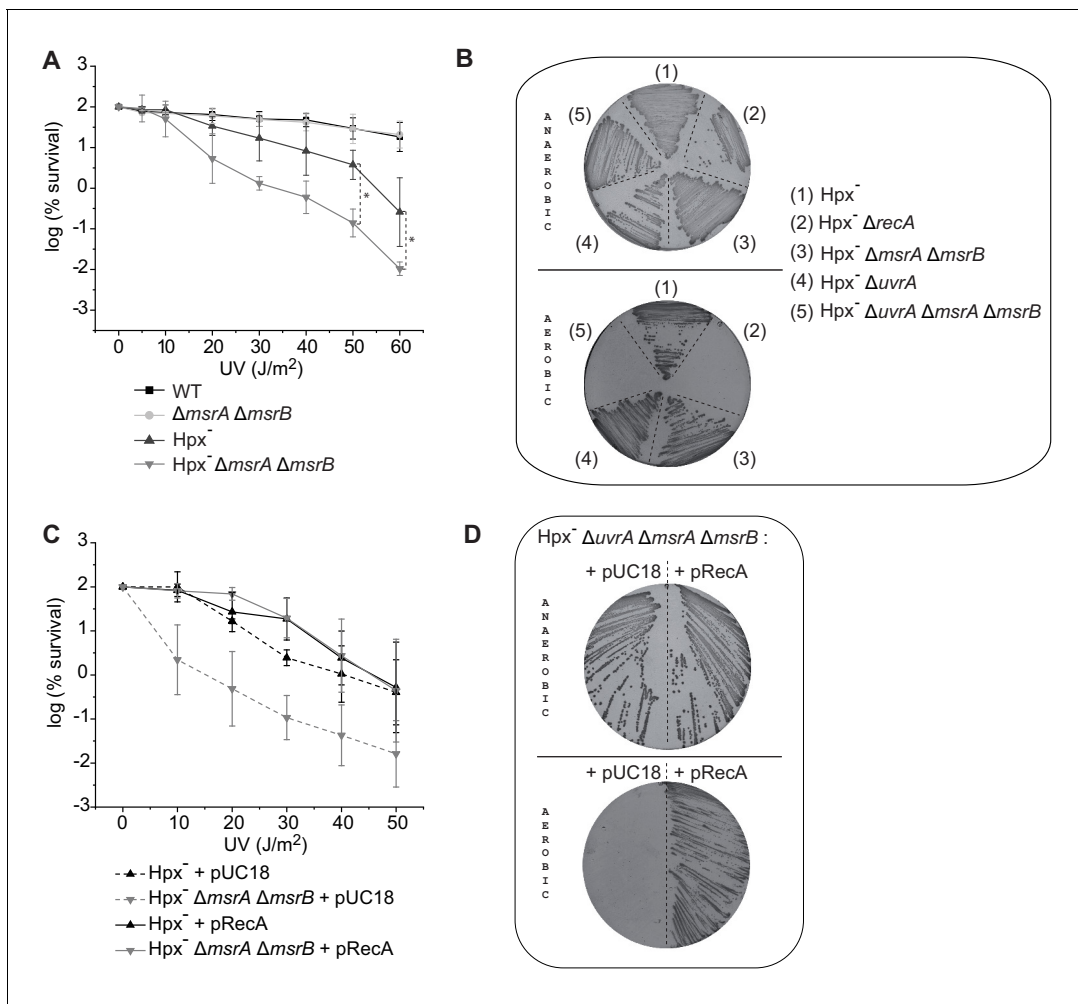 A
log (% survival)
3
2
1
0
-1
-2
-3
0 10 20 30 40 50 60
UV (J/m²)
*
*
WT
ΔmsrA ΔmsrB
Hpx⁻
Hpx⁻ ΔmsrA ΔmsrB
B
ANAEROBIC
(1)
(2)
(3)
(4)
(5)
AEROBIC
(1)
(2)
(3)
(4)
(5)
(1) Hpx⁻
(2) Hpx⁻ ΔrecA
(3) Hpx⁻ ΔmsrA ΔmsrB
(4) Hpx⁻ ΔuvrA
(5) Hpx⁻ ΔuvrA ΔmsrA ΔmsrB
C
log (% survival)
3
2
1
0
-1
-2
-3
0 10 20 30 40 50
UV (J/m²)
Hpx⁻ + pUC18
Hpx⁻ ΔmsrA ΔmsrB + pUC18
Hpx⁻ + pRecA
Hpx⁻ ΔmsrA ΔmsrB + pRecA
D
Hpx⁻ ΔuvrA ΔmsrA ΔmsrB :
+ pUC18 + pRecA
ANAEROBIC
+ pUC18 + pRecA
AEROBIC